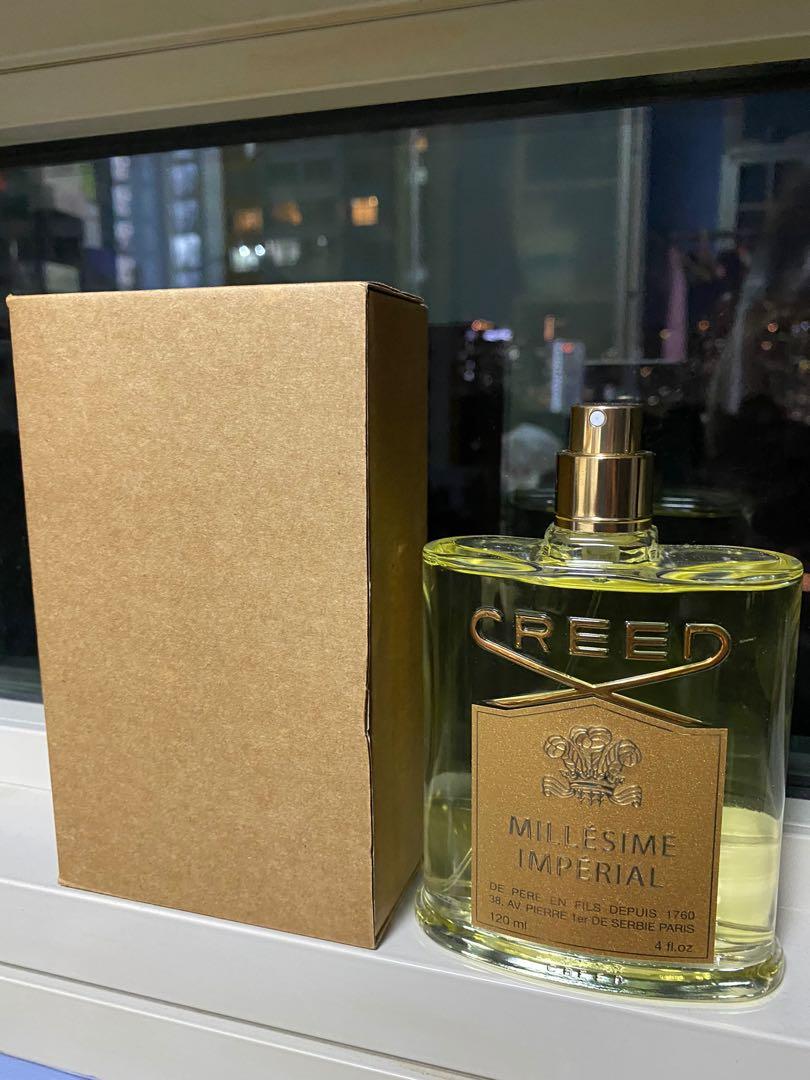 CREED
MILLÉSIME
IMPÉRIAL
DE PERE EN FILS DEPUIS 1760
38, AV PIERRE 1er DE SERBIE PARIS
120 ml
4 fl.oz
CREED